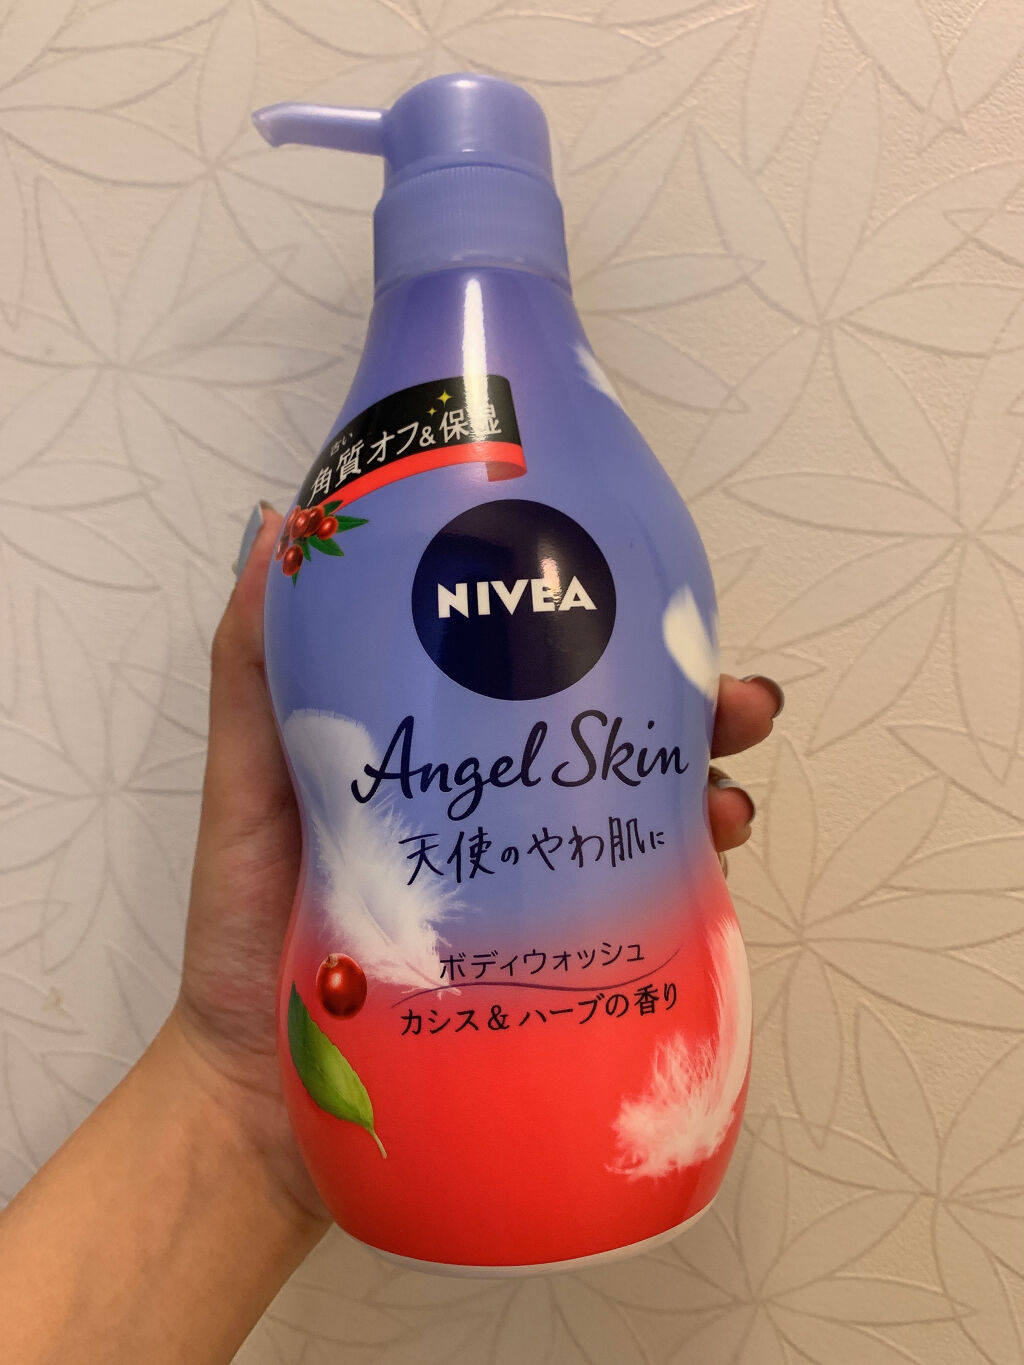 古い
角質オフ&保湿
NIVEA
Angel Skin
天使のやわ肌に
ボディウォッシュ
カシス&ハーブの香り